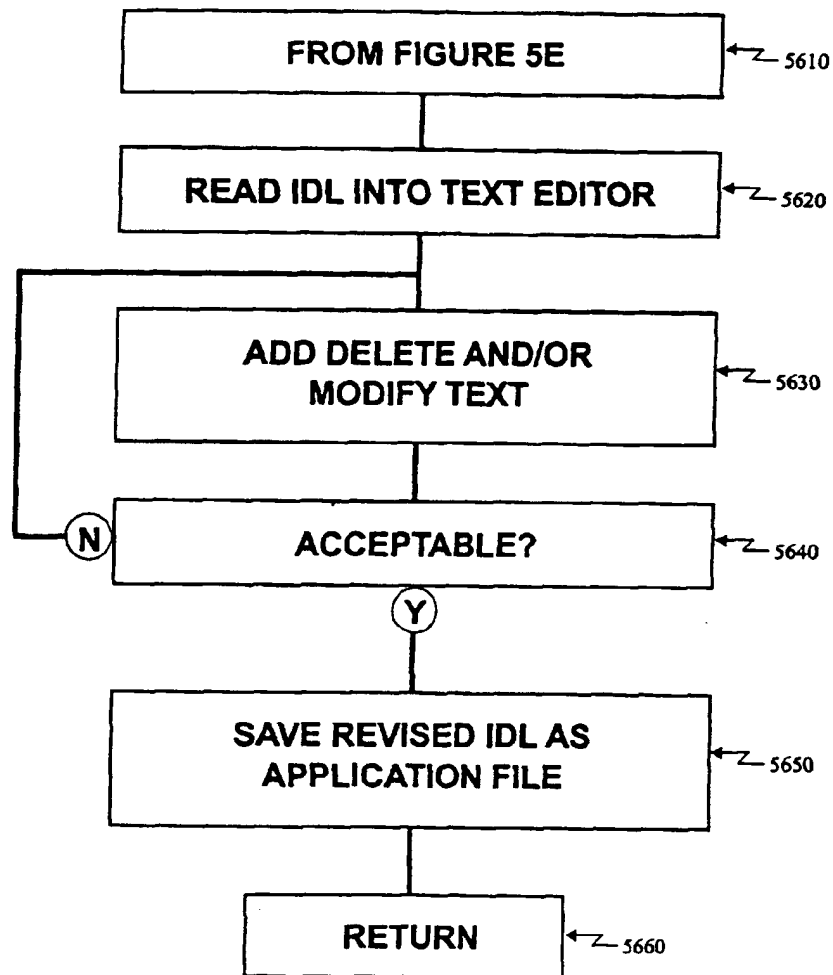 FROM FIGURE 5E
5610
READ IDL INTO TEXT EDITOR
5620
ADD DELETE AND/OR
MODIFY TEXT
5630
N
ACCEPTABLE?
5640
Y
SAVE REVISED IDL AS
APPLICATION FILE
5650
RETURN
5660